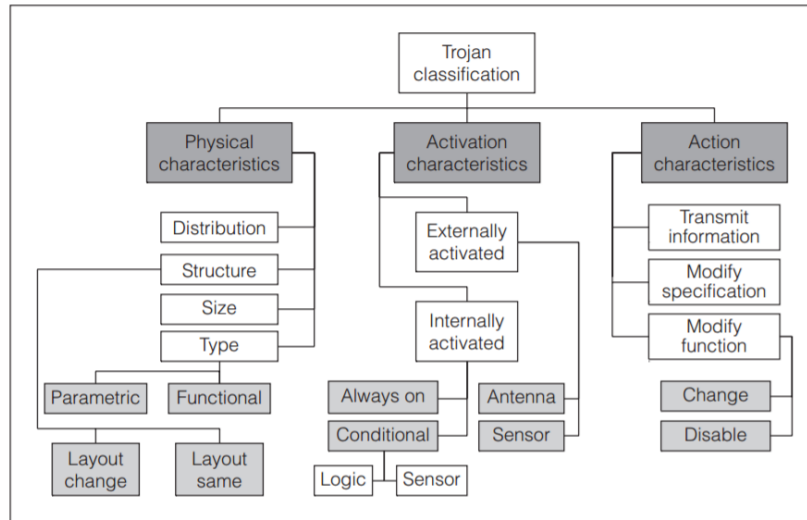 Trojan
classification
Physical
characteristics
Activation
characteristics
Action
characteristics
Distribution
Structure
Size
Type
Parametric
Functional
Layout
change
Layout
same
Externally
activated
Internally
activated
Always on
Conditional
Logic
Sensor
Antenna
Sensor
Transmit
information
Modify
specification
Modify
function
Change
Disable